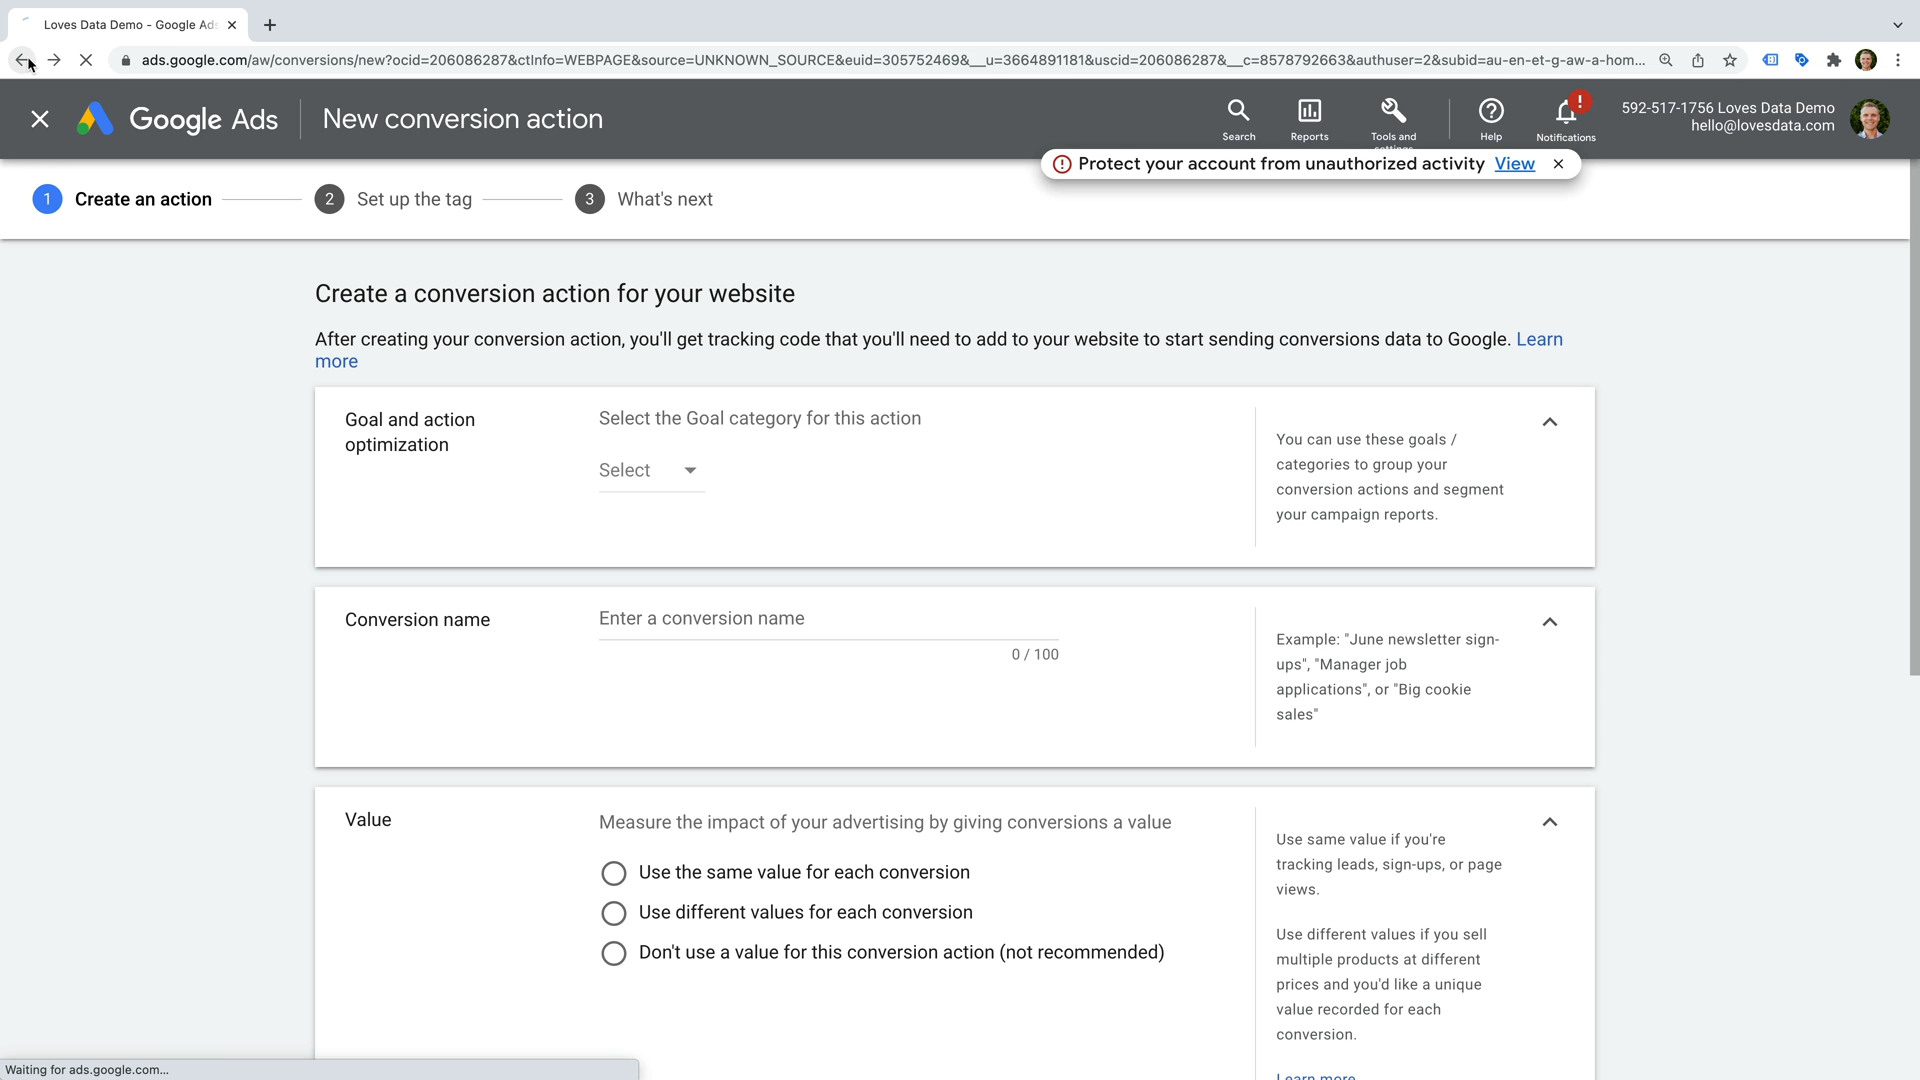 Loves Data Demo - Google Ads
ads.google.com/aw/conversions/new?ocid=206086287&ctInfo=WEBPAGE&source=UNKNOWN_SOURCE&euid=305752469&__u=3664891181&uscid=206086287&__c=8578792663&authuser=2&subid=au-en-et-g-aw-a-hom...
Google Ads
New conversion action
Search
Reports
Tools and
settings
Help
!
Notifications
592-517-1756 Loves Data Demo
hello@lovesdata.com
Protect your account from unauthorized activity View
1 Create an action
2 Set up the tag
3 What's next
Create a conversion action for your website
After creating your conversion action, you'll get tracking code that you'll need to add to your website to start sending conversions data to Google. Learn
more
Goal and action
optimization
Select the Goal category for this action
Select
You can use these goals /
categories to group your
conversion actions and segment
your campaign reports.
Conversion name
Enter a conversion name
0 / 100
Example: "June newsletter sign-
ups", "Manager job
applications", or "Big cookie
sales"
Value
Measure the impact of your advertising by giving conversions a value
Use the same value for each conversion
Use different values for each conversion
Don't use a value for this conversion action (not recommended)
Use same value if you're
tracking leads, sign-ups, or page
views.
Use different values if you sell
multiple products at different
prices and you'd like a unique
value recorded for each
conversion.
Learn more
Waiting for ads.google.com...